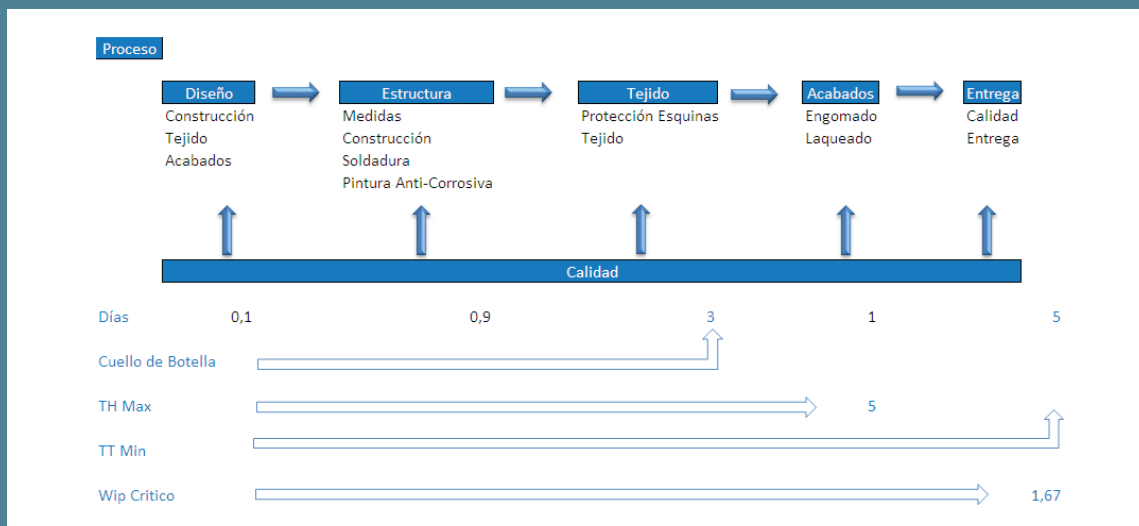 Proceso
Diseño Estructura Tejido Acabados Entrega
Construcción Medidas Protección Esquinas Engomado Calidad
Tejido Construcción Tejido Laqueado Entrega
Acabados Soldadura
Pintura Anti-Corrosiva
Calidad
Días 0,1 0,9 3 1 5
Cuello de Botella
TH Max 5
TT Min
Wip Critico 1,67